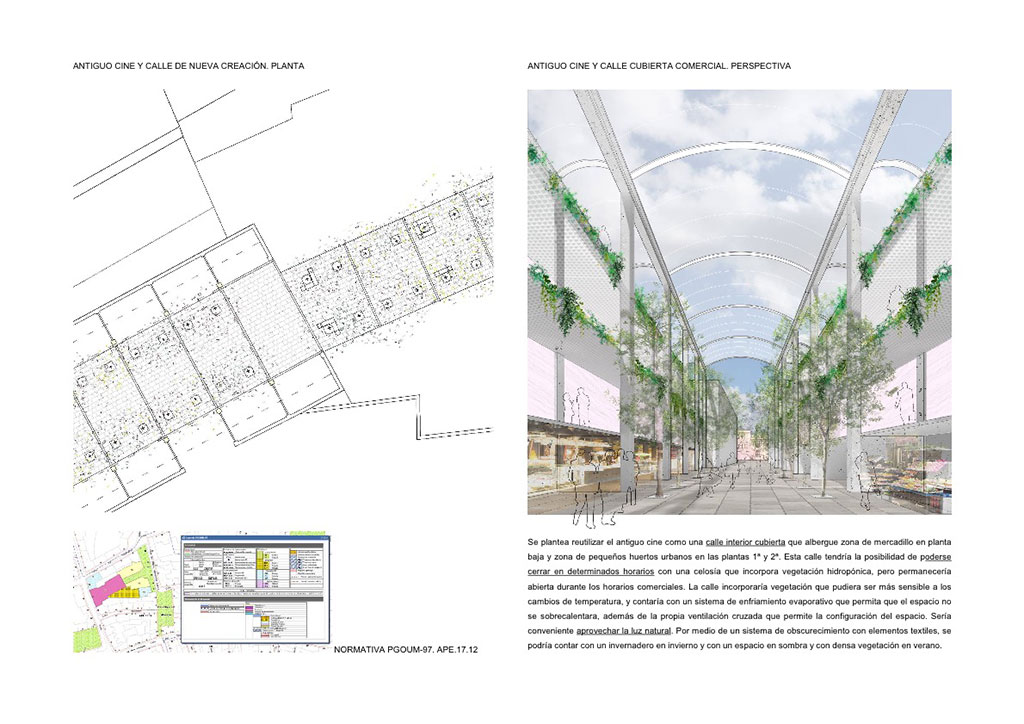 ANTIGUO CINE Y CALLE DE NUEVA CREACIÓN. PLANTA
ANTIGUO CINE Y CALLE CUBIERTA COMERCIAL. PERSPECTIVA
NORMATIVA PGOUM-97. APE.17.12
Se plantea reutilizar el antiguo cine como una calle interior cubierta que albergue zona de mercadillo en planta
baja y zona de pequeños huertos urbanos en las plantas 1ª y 2ª. Esta calle tendría la posibilidad de poderse
cerrar en determinados horarios con una celosía que incorpora vegetación hidropónica, pero permanecería
abierta durante los horarios comerciales. La calle incorporaría vegetación que pudiera ser más sensible a los
cambios de temperatura, y contaría con un sistema de enfriamiento evaporativo que permita que el espacio no
se sobrecalentara, además de la propia ventilación cruzada que permite la configuración del espacio. Sería
conveniente aprovechar la luz natural. Por medio de un sistema de obscurecimiento con elementos textiles, se
podría contar con un invernadero en invierno y con un espacio en sombra y con densa vegetación en verano.